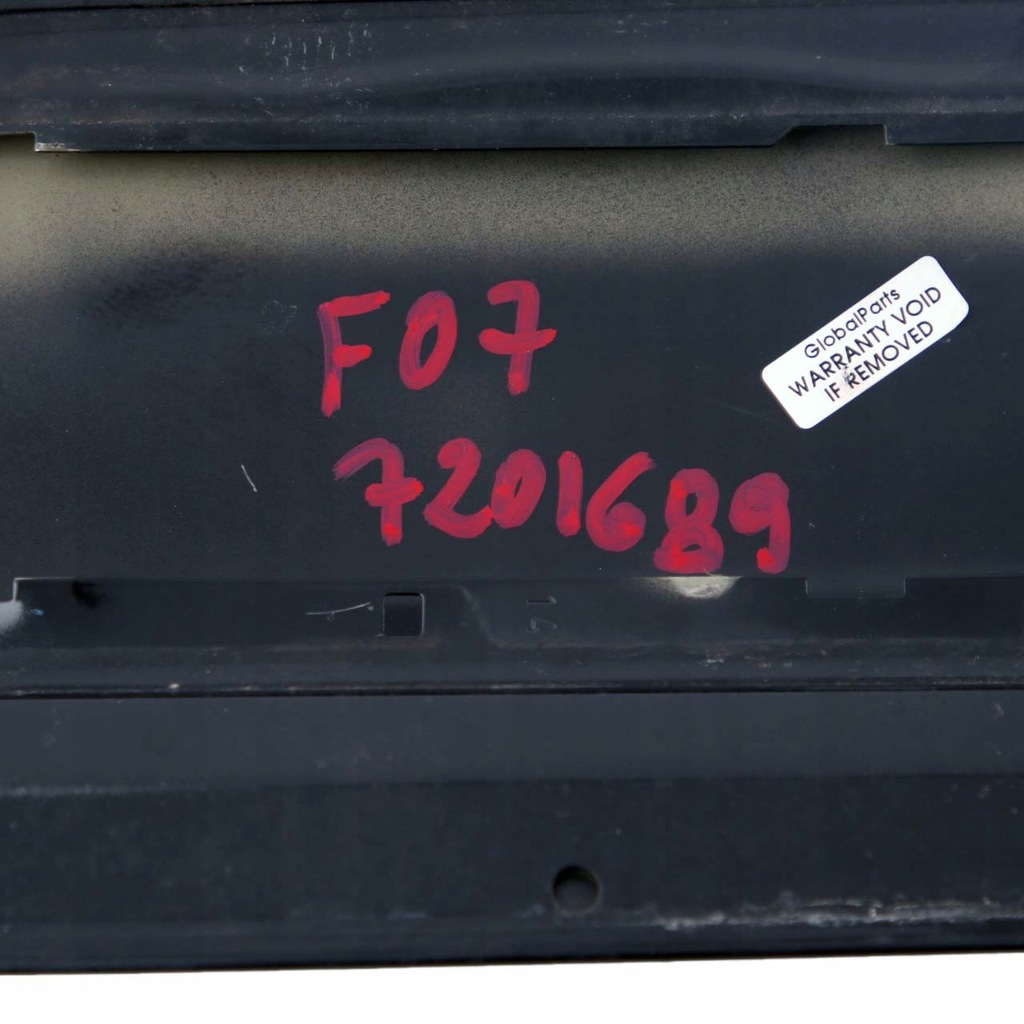 F07
GlobalParts
WARRANTY VOID
IF REMOVED
7201689